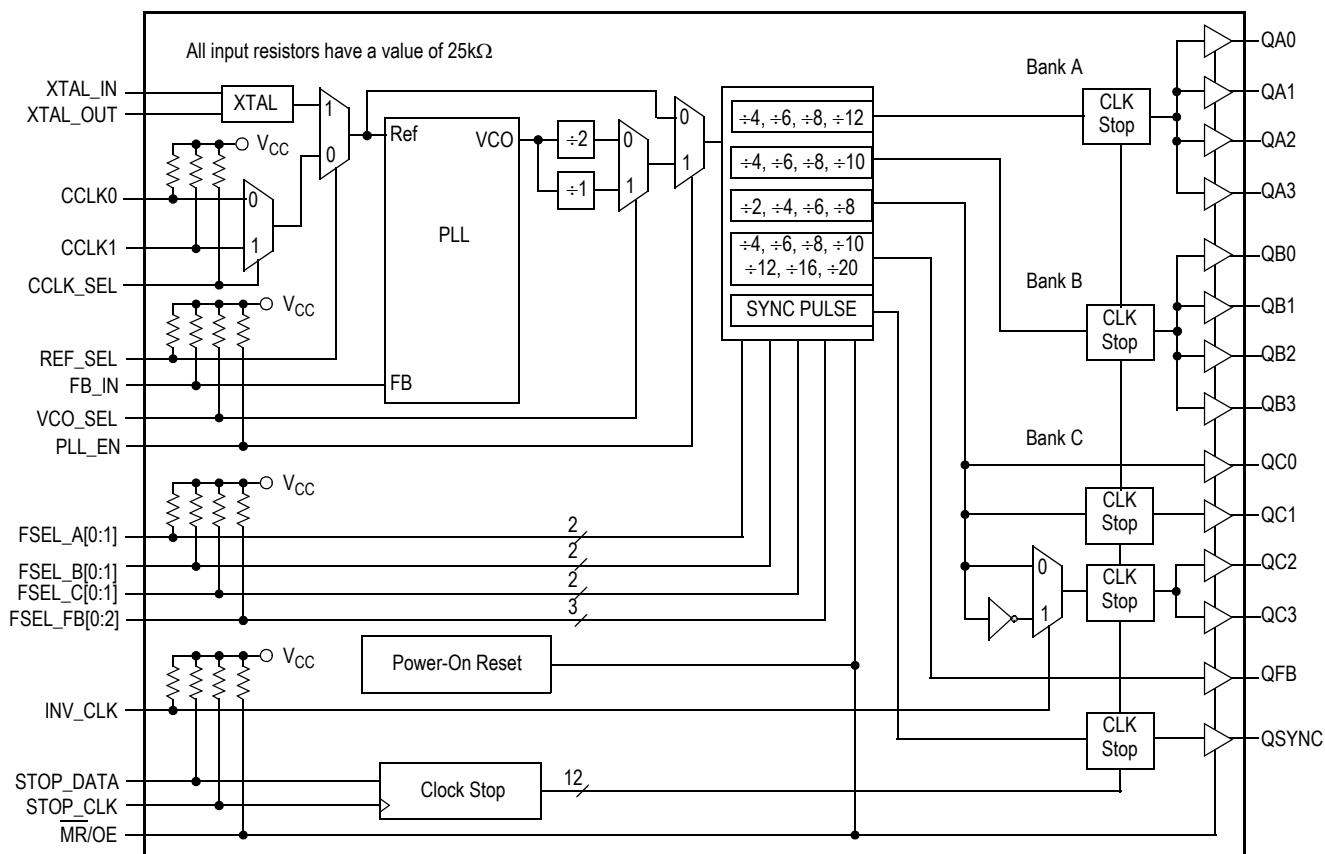 All input resistors have a value of 25kΩ
XTAL_IN
XTAL_OUT
XTAL
1
0
VCC
CCLK0
CCLK1
CCLK_SEL
0
1
VCC
REF_SEL
FB_IN
VCO_SEL
PLL_EN
Ref
VCO
PLL
FB
÷2
÷1
0
1
0
1
÷4, ÷6, ÷8, ÷12
÷4, ÷6, ÷8, ÷10
÷2, ÷4, ÷6, ÷8
÷4, ÷6, ÷8, ÷10
÷12, ÷16, ÷20
SYNC PULSE
Bank A
CLK
Stop
QA0
QA1
QA2
QA3
Bank B
CLK
Stop
QB0
QB1
QB2
QB3
Bank C
QC0
CLK
Stop
QC1
0
1
CLK
Stop
QC2
QC3
QFB
CLK
Stop
QSYNC
VCC
FSEL_A[0:1]
2
FSEL_B[0:1]
2
FSEL_C[0:1]
2
FSEL_FB[0:2]
3
Power-On Reset
VCC
INV_CLK
STOP_DATA
STOP_CLK
Clock Stop
12
MR/OE